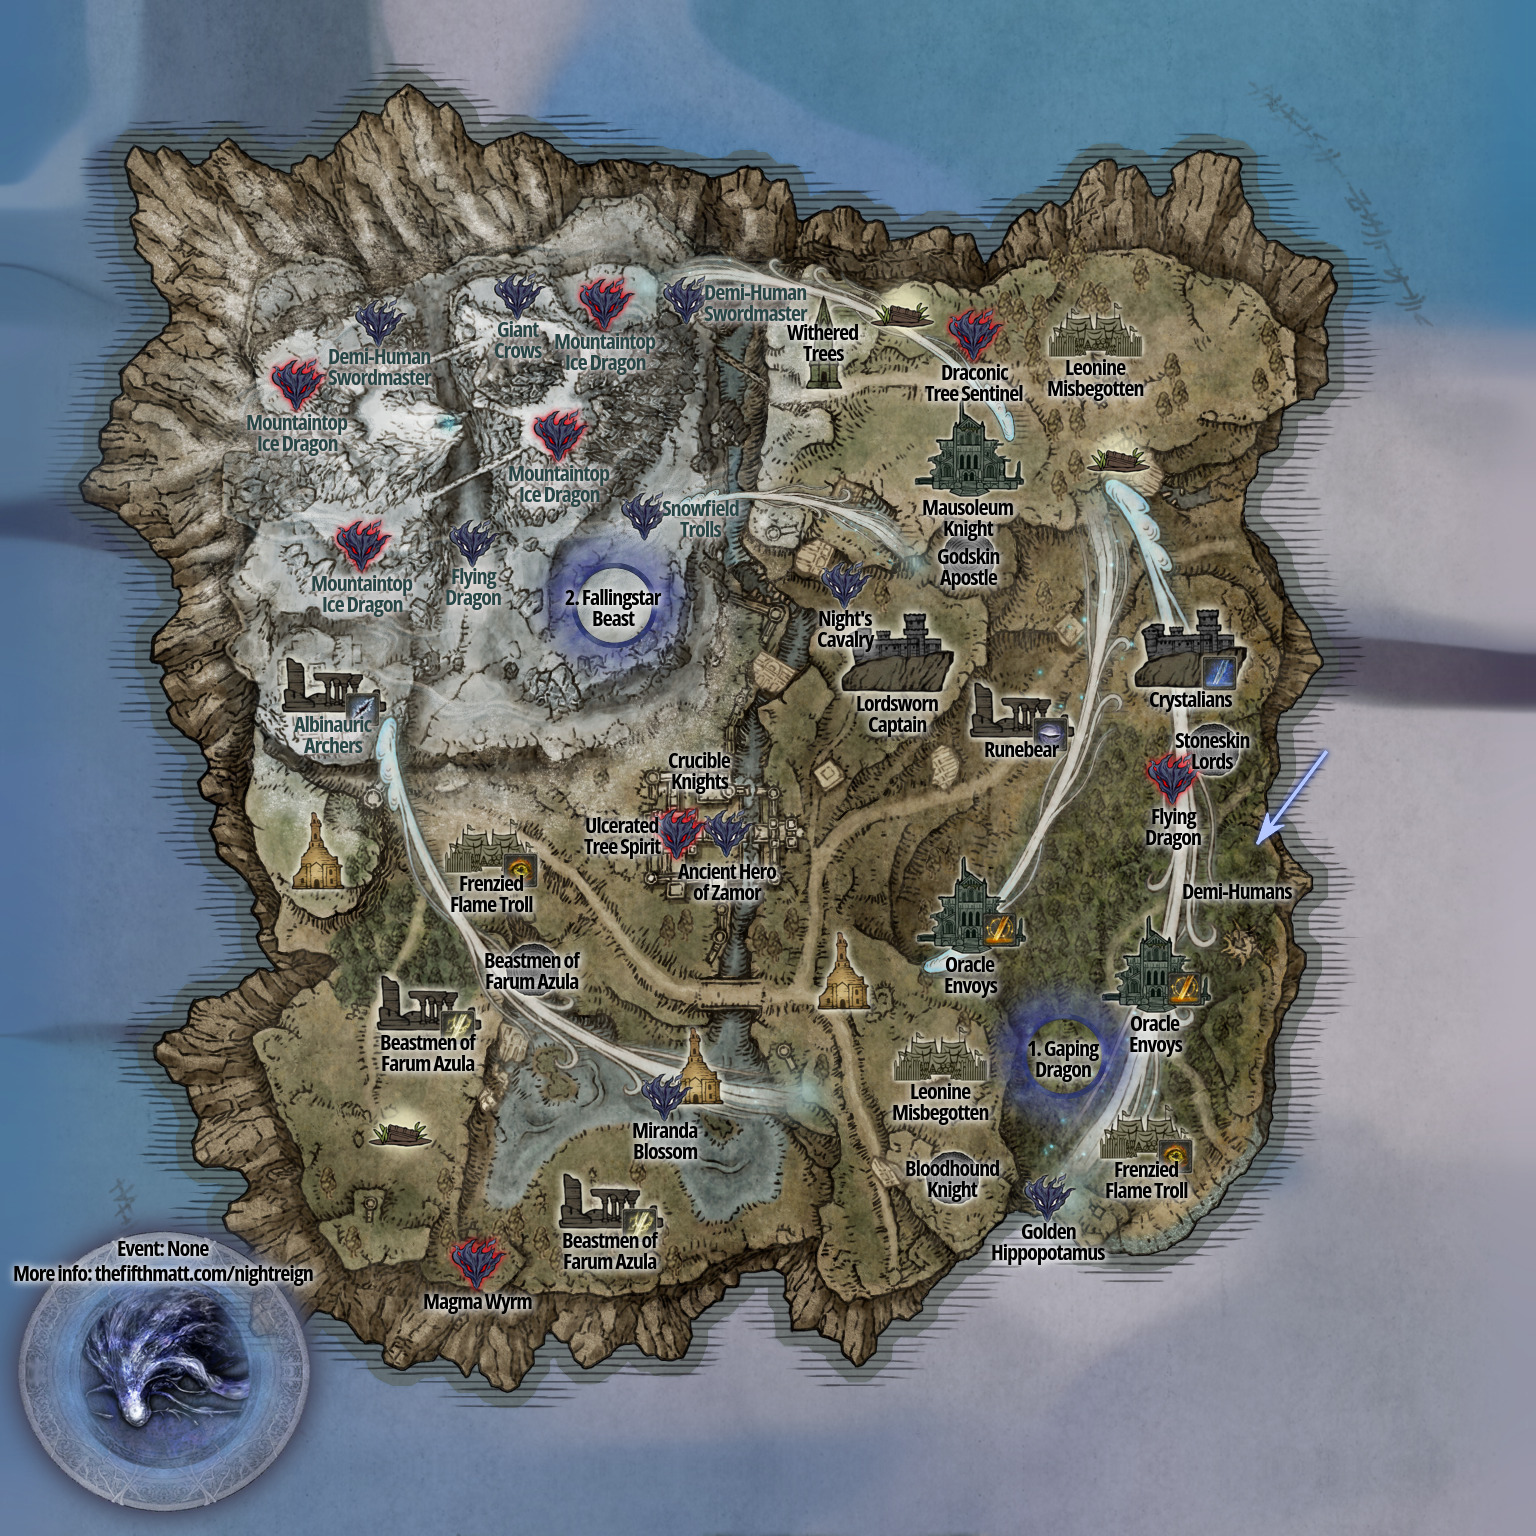 Giant
Crows
Mountaintop
Ice Dragon
Demi-Human
Swordmaster
Demi-Human
Swordmaster
Withered
Trees
Draconic
Tree Sentinel
Leonine
Misbegotten
Mountaintop
Ice Dragon
Mountaintop
Ice Dragon
Snowfield
Trolls
Mausoleum
Knight
Godskin
Apostle
Mountaintop
Ice Dragon
Flying
Dragon
2. Fallingstar
Beast
Night's
Cavalry
Lordsworn
Captain
Crystalians
Albinauric
Archers
Runebear
Stoneskin
Lords
Crucible
Knights
Ulcerated
Tree Spirit
Ancient Hero
of Zamor
Flying
Dragon
Frenzied
Flame Troll
Demi-Humans
Beastmen of
Farum Azula
Oracle
Envoys
Beastmen of
Farum Azula
Oracle
Envoys
1. Gaping
Dragon
Leonine
Misbegotten
Miranda
Blossom
Bloodhound
Knight
Frenzied
Flame Troll
Golden
Hippopotamus
Beastmen of
Farum Azula
Magma Wyrm
Event: None
More info: thefifthmatt.com/nightreign